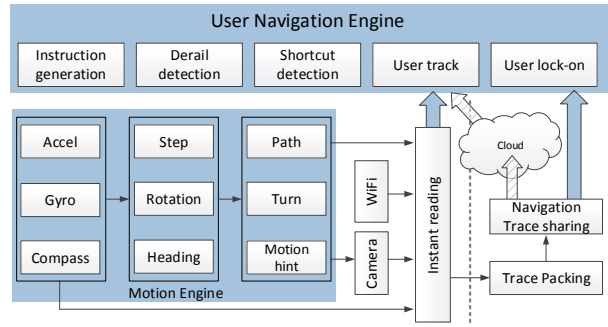 User Navigation Engine
Instruction
generation
Derail
detection
Shortcut
detection
User track
User lock-on
Accel
Step
Path
Gyro
Rotation
Turn
Compass
Heading
Motion
hint
Motion Engine
WiFi
Camera
Instant reading
Cloud
Navigation
Trace sharing
Trace Packing